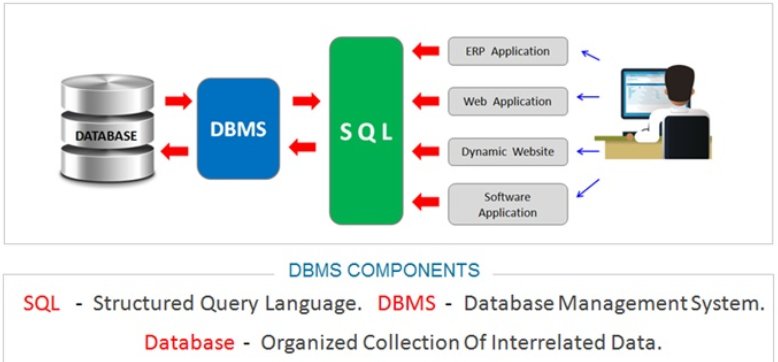 DATABASE
DBMS
SQL
ERP Application
Web Application
Dynamic Website
Software
Application
DBMS COMPONENTS
SQL - Structured Query Language. DBMS - Database Management System.
Database - Organized Collection Of Interrelated Data.